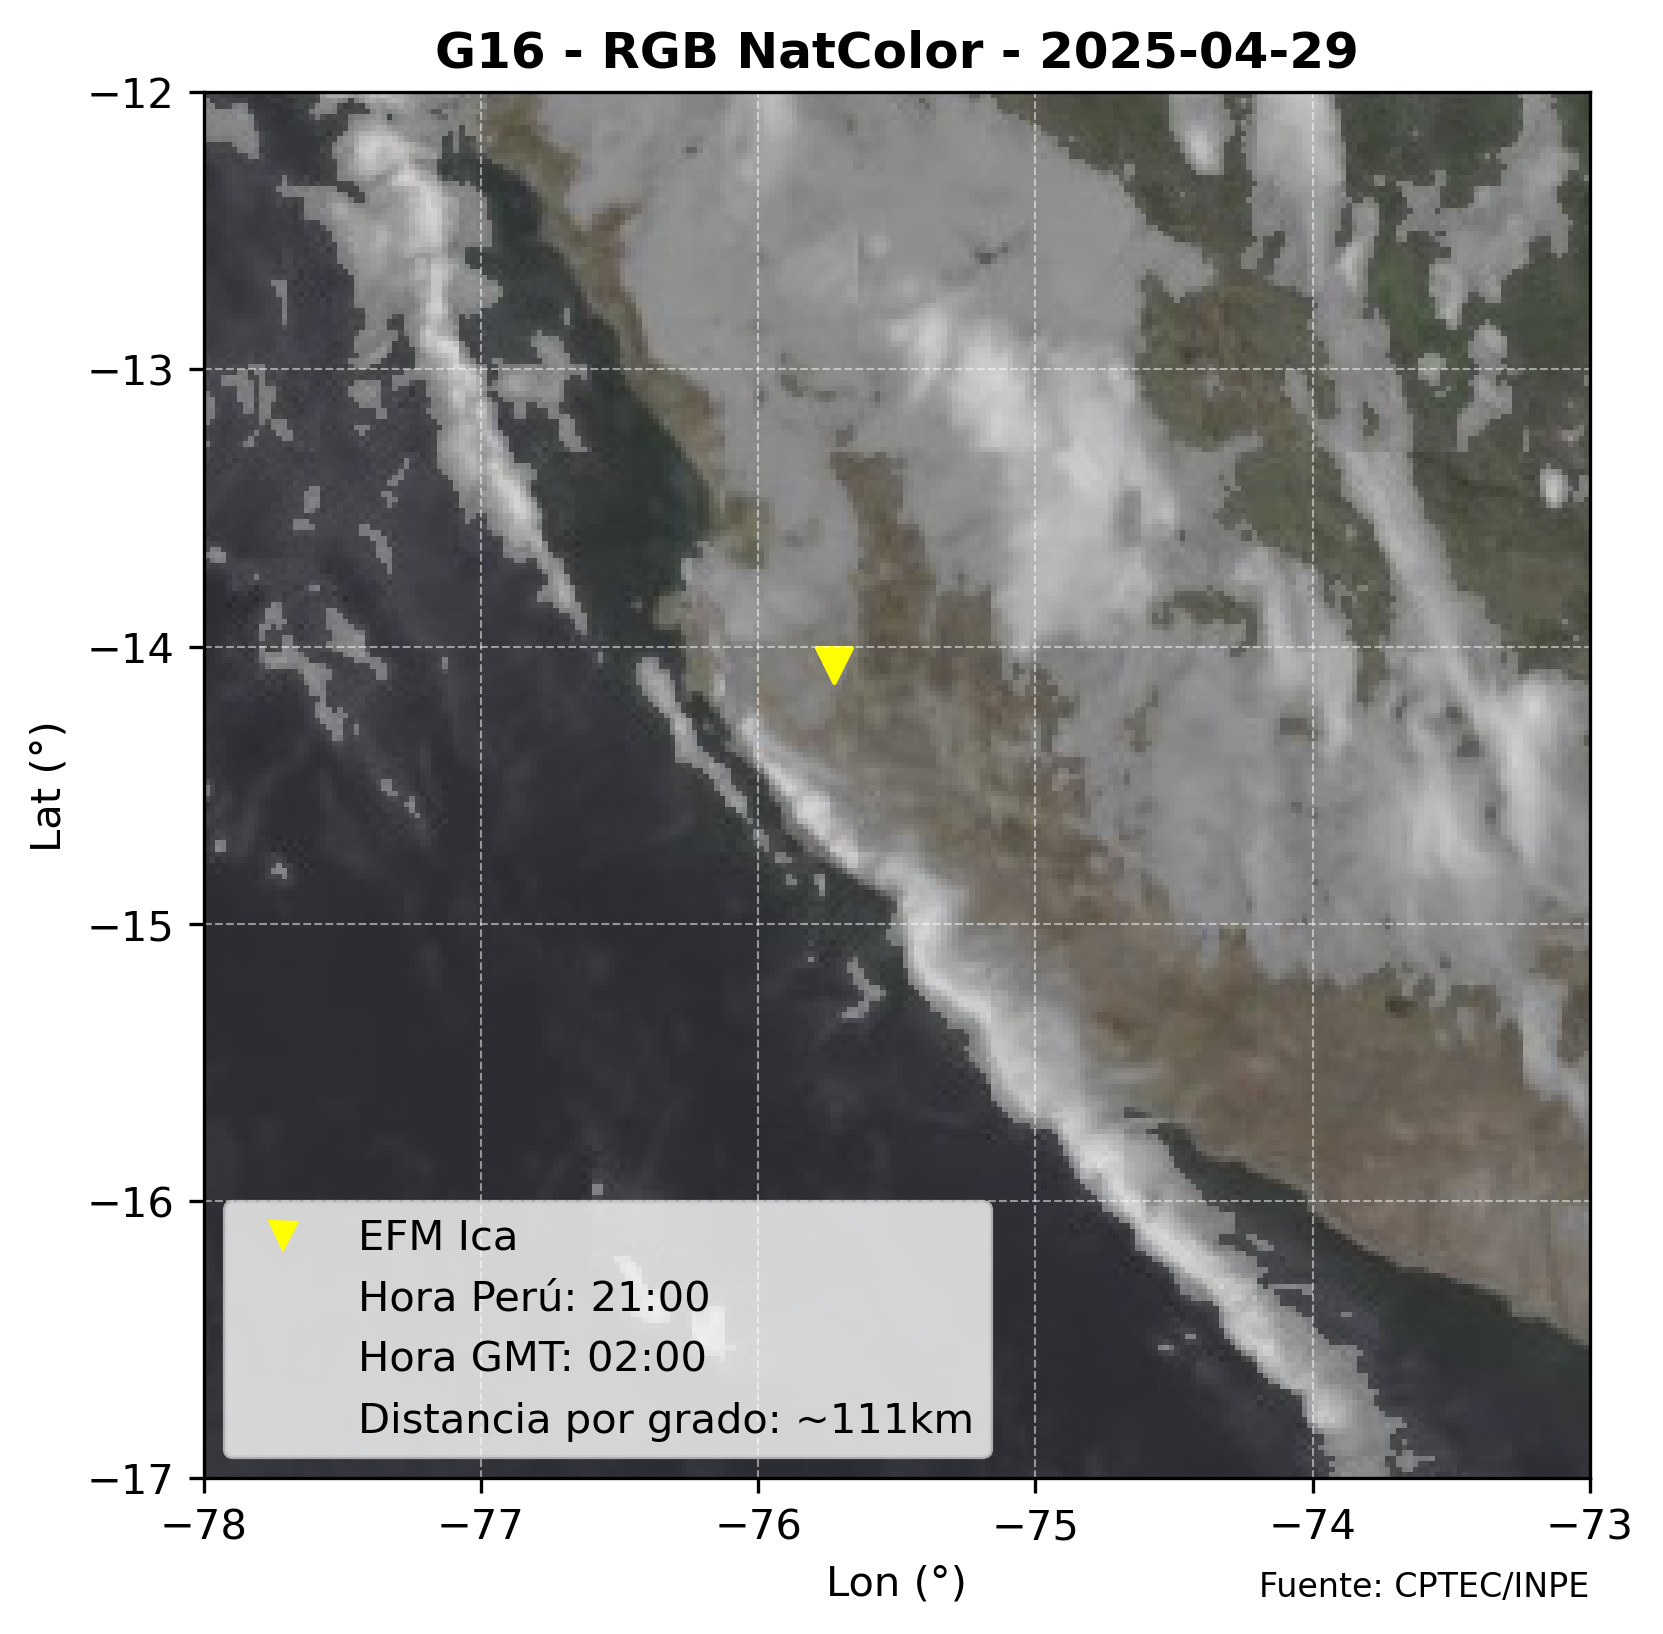 G16 - RGB NatColor - 2025-04-29
−12
−13
−14
−15
−16
−17
Lat (°)
EFM Ica
Hora Perú: 21:00
Hora GMT: 02:00
Distancia por grado: ~111km
−78 −77 −76 −75 −74 −73
Lon (°)
Fuente: CPTEC/INPE